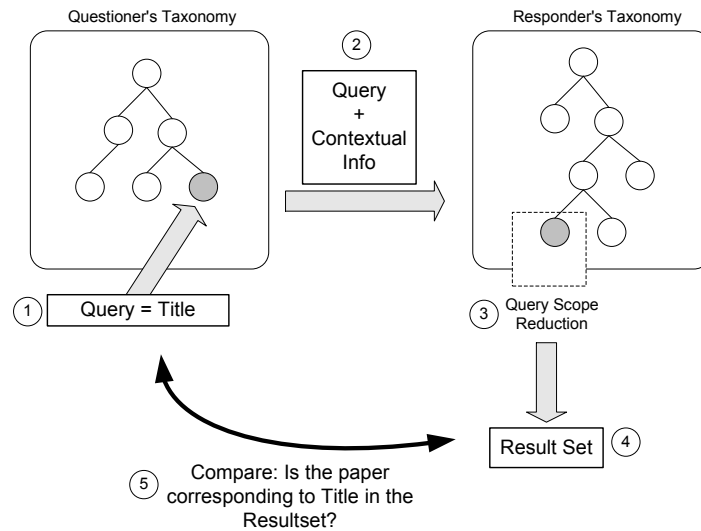 Questioner's Taxonomy
Responder's Taxonomy
2
Query
+
Contextual
Info
1
Query = Title
3
Query Scope
Reduction
Result Set
4
5
Compare: Is the paper
corresponding to Title in the
Resultset?